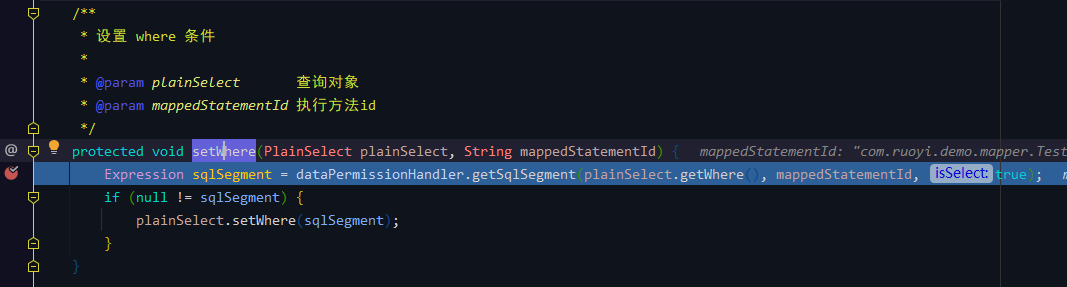 /**
* 设置 where 条件
*
* @param plainSelect 查询对象
* @param mappedStatementId 执行方法id
*/
@ protected void setWhere(PlainSelect plainSelect, String mappedStatementId) { mappedStatementId: "com.ruoyi.demo.mapper.Test
Expression sqlSegment = dataPermissionHandler.getSqlSegment(plainSelect.getWhere(), mappedStatementId, isSelect: true);
if (null != sqlSegment) {
plainSelect.setWhere(sqlSegment);
}
}